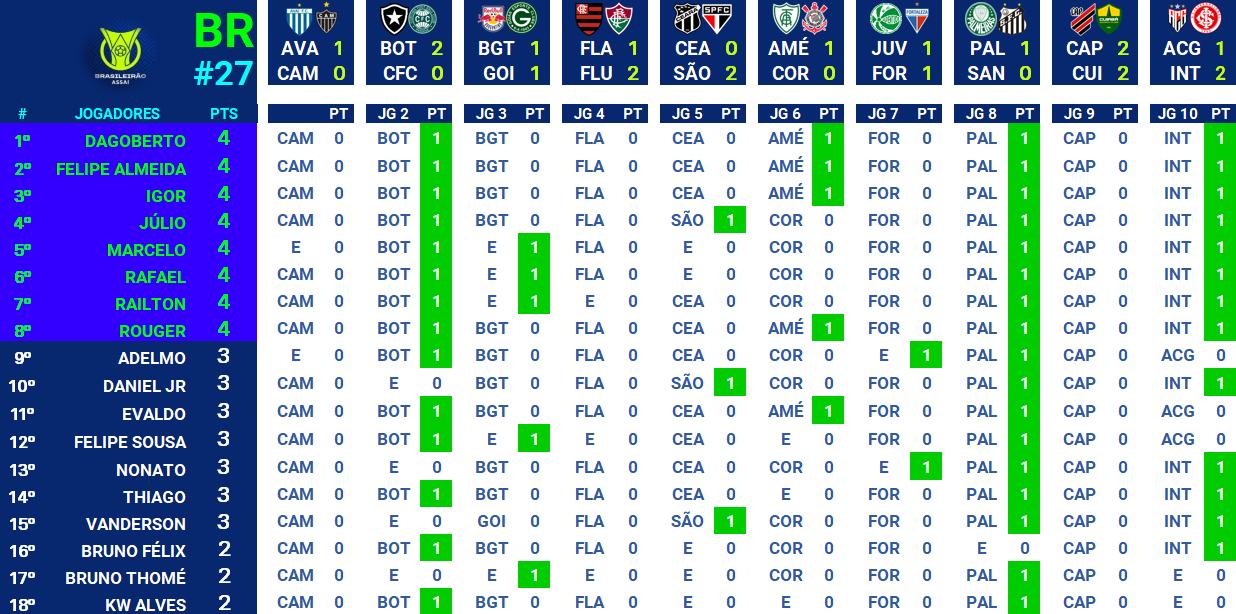 BR
#27
BRASILEIRÃO
ASSAÍ
AVA 1 BOT 2 BGT 1 FLA 1 CEA 0 AMÉ 1 JUV 1 PAL 1 CAP 2 ACG 1
CAM 0 CFC 0 GOI 1 FLU 2 SÃO 2 COR 0 FOR 1 SAN 0 CUI 2 INT 2
# JOGADORES PTS PT JG 2 PT JG 3 PT JG 4 PT JG 5 PT JG 6 PT JG 7 PT JG 8 PT JG 9 PT JG 10 PT
1º DAGOBERTO 4 CAM 0 BOT 1 BGT 0 FLA 0 CEA 0 AMÉ 1 FOR 0 PAL 1 CAP 0 INT 1
2º FELIPE ALMEIDA 4 CAM 0 BOT 1 BGT 0 FLA 0 CEA 0 AMÉ 1 FOR 0 PAL 1 CAP 0 INT 1
3º IGOR 4 CAM 0 BOT 1 BGT 0 FLA 0 CEA 0 AMÉ 1 FOR 0 PAL 1 CAP 0 INT 1
4º JÚLIO 4 CAM 0 BOT 1 BGT 0 FLA 0 SÃO 1 COR 0 FOR 0 PAL 1 CAP 0 INT 1
5º MARCELO 4 E 0 BOT 1 E 1 FLA 0 E 0 COR 0 FOR 0 PAL 1 CAP 0 INT 1
6º RAFAEL 4 CAM 0 BOT 1 E 1 FLA 0 E 0 COR 0 FOR 0 PAL 1 CAP 0 INT 1
7º RAILTON 4 CAM 0 BOT 1 E 1 E 0 CEA 0 COR 0 FOR 0 PAL 1 CAP 0 INT 1
8º ROUGER 4 CAM 0 BOT 1 BGT 0 FLA 0 CEA 0 AMÉ 1 FOR 0 PAL 1 CAP 0 INT 1
9º ADELMO 3 E 0 BOT 1 BGT 0 FLA 0 CEA 0 COR 0 E 1 PAL 1 CAP 0 ACG 0
10º DANIEL JR 3 CAM 0 E 0 BGT 0 FLA 0 SÃO 1 COR 0 FOR 0 PAL 1 CAP 0 INT 1
11º EVALDO 3 CAM 0 BOT 1 BGT 0 FLA 0 CEA 0 AMÉ 1 FOR 0 PAL 1 CAP 0 ACG 0
12º FELIPE SOUSA 3 CAM 0 BOT 1 E 1 E 0 CEA 0 E 0 FOR 0 PAL 1 CAP 0 ACG 0
13º NONATO 3 CAM 0 E 0 BGT 0 FLA 0 CEA 0 COR 0 E 1 PAL 1 CAP 0 INT 1
14º THIAGO 3 CAM 0 BOT 1 BGT 0 FLA 0 CEA 0 E 0 FOR 0 PAL 1 CAP 0 INT 1
15º VANDERSON 3 CAM 0 E 0 GOI 0 FLA 0 SÃO 1 COR 0 FOR 0 PAL 1 CAP 0 INT 1
16º BRUNO FÉLIX 2 CAM 0 BOT 1 BGT 0 FLA 0 E 0 COR 0 FOR 0 E 0 CAP 0 INT 1
17º BRUNO THOMÉ 2 CAM 0 E 0 E 1 E 0 E 0 COR 0 FOR 0 PAL 1 CAP 0 E 0
18º KW ALVES 2 CAM 0 BOT 1 BGT 0 FLA 0 E 0 E 0 FOR 0 PAL 1 CAP 0 E 0